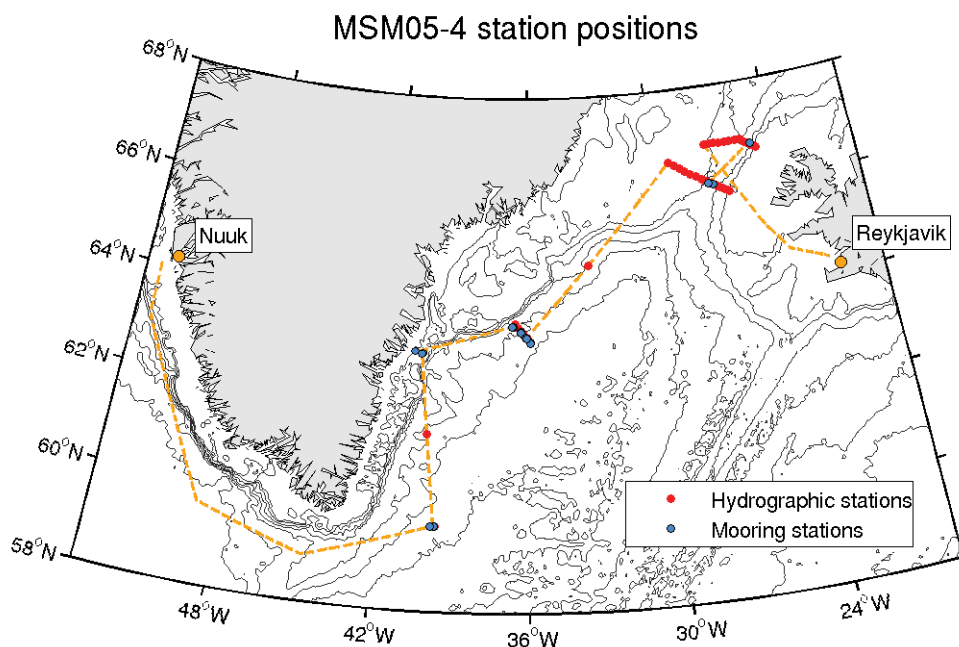 MSM05-4 station positions
68°N
66°N
64°N
62°N
60°N
58°N
Nuuk
Reykjavik
Hydrographic stations
Mooring stations
48°W
42°W
36°W
30°W
24°W